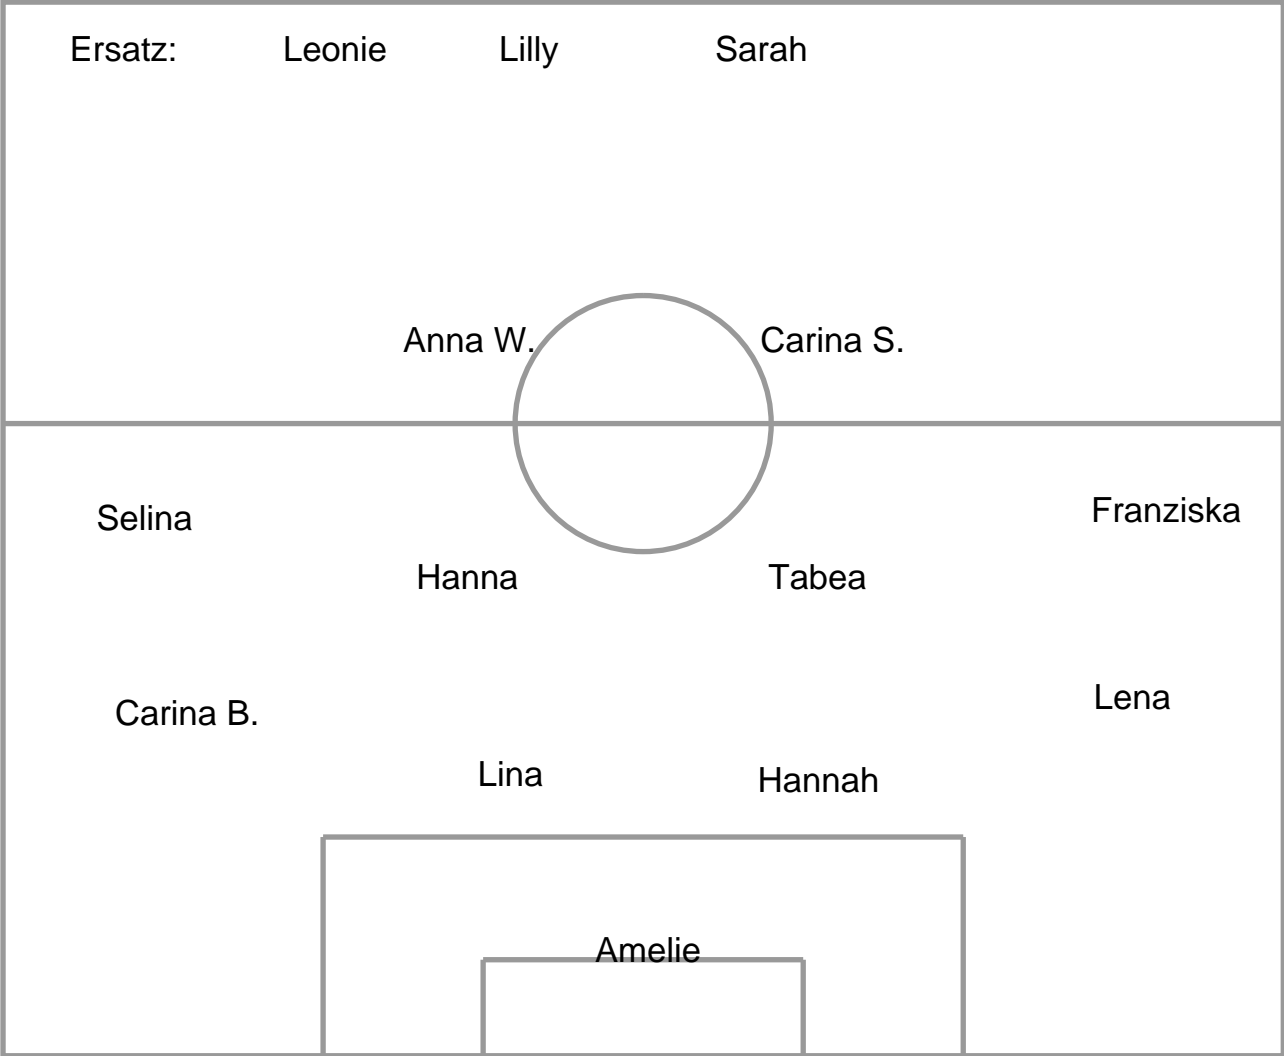 Ersatz: Leonie Lilly Sarah
Anna W. Carina S.
Selina Franziska
Hanna Tabea
Carina B. Lena
Lina Hannah
Amelie